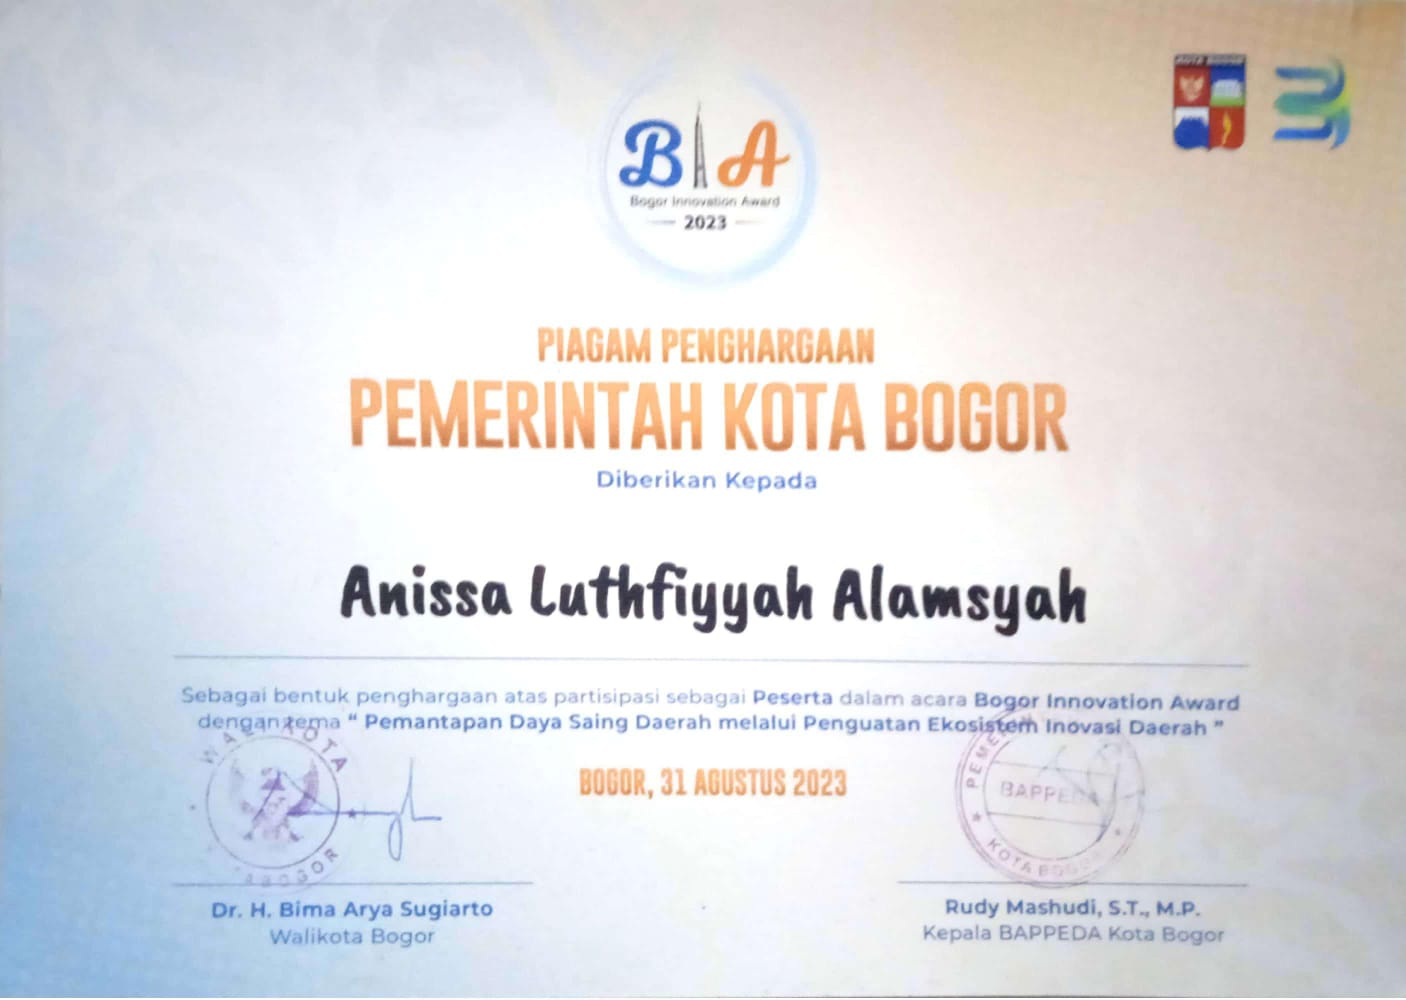 KOTA BOGOR
BIA
Bogor Innovation Award
2023
PIAGAM PENGHARGAAN
PEMERINTAH KOTA BOGOR
Diberikan Kepada
Anissa Luthfiyyah Alamsyah
Sebagai bentuk penghargaan atas partisipasi sebagai Peserta dalam acara Bogor Innovation Award
dengan tema “ Pemantapan Daya Saing Daerah melalui Penguatan Ekosistem Inovasi Daerah ”
BOGOR, 31 AGUSTUS 2023
WALI KOTA
BOGOR
BAPPEDA
KOTA BOGOR
Dr. H. Bima Arya Sugiarto
Walikota Bogor
Rudy Mashudi, S.T., M.P.
Kepala BAPPEDA Kota Bogor